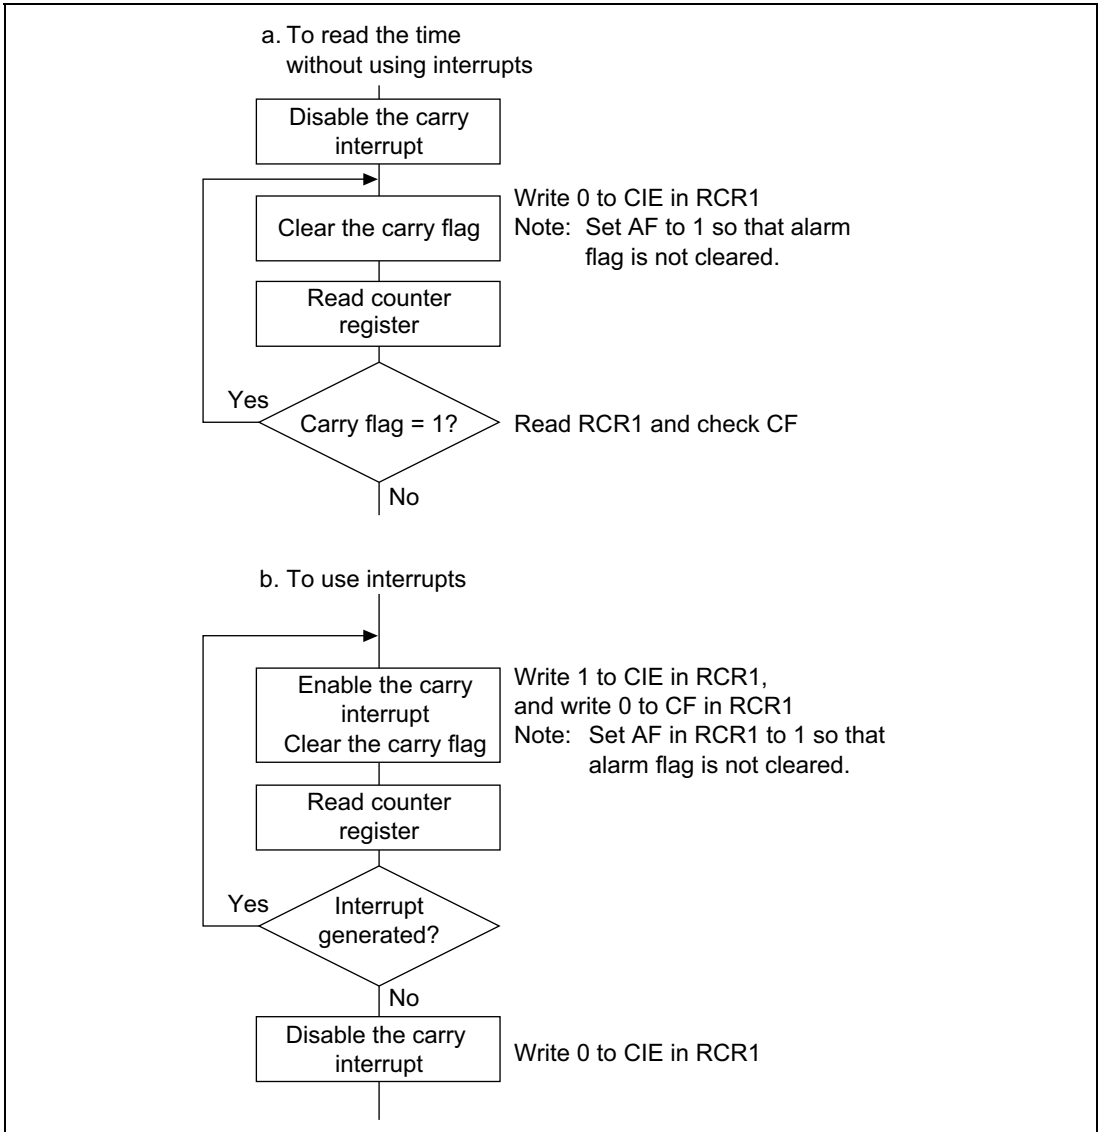 a. To read the time
without using interrupts
Disable the carry
interrupt
Clear the carry flag
Write 0 to CIE in RCR1
Note: Set AF to 1 so that alarm
flag is not cleared.
Read counter
register
Yes
Carry flag = 1?
Read RCR1 and check CF
No
b. To use interrupts
Enable the carry
interrupt
Clear the carry flag
Write 1 to CIE in RCR1,
and write 0 to CF in RCR1
Note: Set AF in RCR1 to 1 so that
alarm flag is not cleared.
Read counter
register
Yes
Interrupt
generated?
No
Disable the carry
interrupt
Write 0 to CIE in RCR1